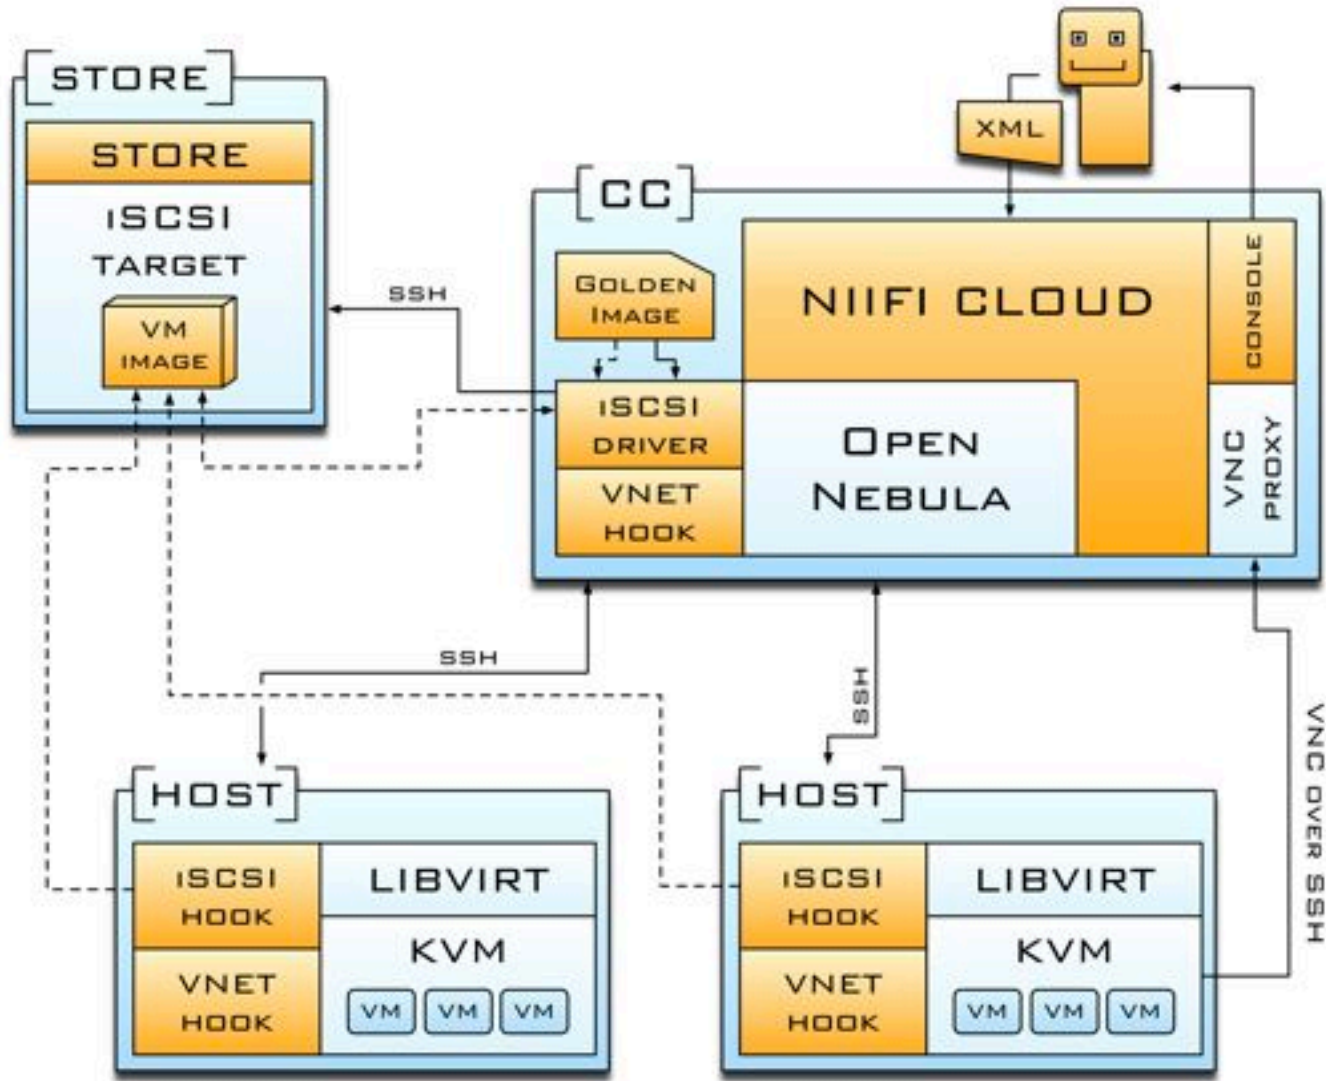 [STORE]
STORE
iSCSI
TARGET
VM
IMAGE
SSH
XML
[CC]
GOLDEN
IMAGE
NIIFI CLOUD
CONSOLE
iSCSI
DRIVER
OPEN
NEBULA
VNC
PROXY
VNET
HOOK
SSH
SSH
VNC OVER SSH
[HOST]
iSCSI
HOOK
LIBVIRT
VNET
HOOK
KVM
VM VM VM
[HOST]
iSCSI
HOOK
LIBVIRT
VNET
HOOK
KVM
VM VM VM